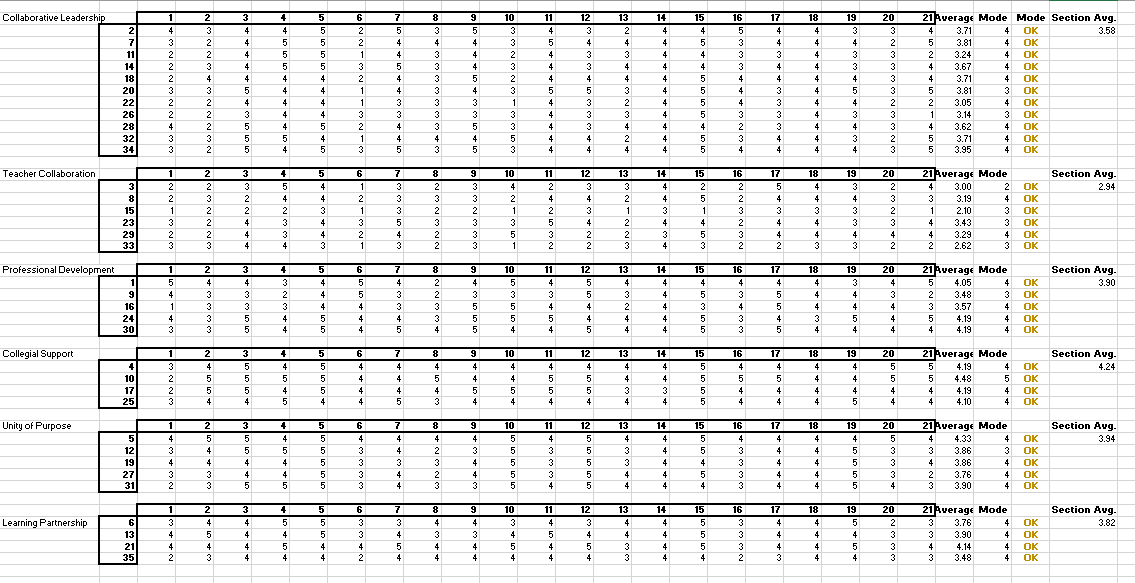 Collaborative Leadership 1 2 3 4 5 6 7 8 9 10 11 12 13 14 15 16 17 18 19 20 21 Average Mode Mode Section Avg.
2 4 3 4 4 5 2 5 3 5 3 4 3 2 4 4 5 4 4 3 3 4 3.71 4 OK 3.58
7 3 2 4 5 5 2 4 4 4 3 5 4 4 4 5 3 4 4 4 2 5 3.81 4 OK
11 2 2 4 5 5 1 4 3 4 2 4 3 3 4 4 3 4 3 3 3 2 3.24 4 OK
14 2 3 4 5 5 3 5 3 4 3 4 3 3 4 4 4 4 4 3 3 4 3.67 4 OK
18 2 4 4 4 4 2 4 3 5 2 4 4 4 4 5 4 4 4 3 3 4 3.71 4 OK
20 3 3 5 4 4 1 4 3 4 3 5 5 3 4 5 3 4 4 5 3 5 3.81 3 OK
22 2 2 4 4 4 1 3 3 3 1 4 3 2 4 5 4 3 4 4 2 2 3.05 4 OK
26 2 2 3 4 4 3 3 3 3 3 4 3 4 4 5 3 3 4 3 3 1 3.14 3 OK
28 4 2 5 4 5 2 4 3 5 3 4 3 4 4 4 2 3 4 4 3 4 3.62 4 OK
32 3 3 5 5 4 1 4 4 4 5 4 4 2 4 5 3 4 4 3 2 5 3.71 4 OK
34 3 2 5 4 5 3 5 3 5 3 4 4 2 4 5 4 5 4 4 3 5 3.95 4 OK
Teacher Collaboration 1 2 3 4 5 6 7 8 9 10 11 12 13 14 15 16 17 18 19 20 21 Average Mode Section Avg.
3 2 2 3 5 4 1 3 2 3 4 2 3 3 4 2 2 5 4 3 2 4 3.00 2 OK 2.94
8 2 3 2 4 4 2 3 3 3 2 4 4 2 4 5 2 4 4 3 3 4 3.19 4 OK
15 1 2 2 2 3 1 3 2 2 1 2 3 1 3 1 3 3 3 3 2 1 2.10 3 OK
23 3 2 4 4 3 3 5 3 3 3 5 4 2 4 4 2 4 4 3 3 4 3.43 3 OK
29 2 2 3 4 4 2 4 2 3 5 3 2 2 3 5 3 4 4 4 4 4 3.29 4 OK
33 3 3 4 4 3 1 3 2 3 1 2 2 3 4 3 2 2 3 3 2 2 2.62 3 OK
Professional Development 1 2 3 4 5 6 7 8 9 10 11 12 13 14 15 16 17 18 19 20 21 Average Mode Section Avg.
1 5 4 4 3 4 5 4 2 4 5 4 5 4 4 4 4 4 4 3 4 5 4.05 4 OK 3.90
9 4 3 3 2 4 5 3 2 3 3 3 5 3 4 5 3 5 4 4 3 2 3.48 3 OK
16 1 3 3 3 4 4 3 3 5 5 4 4 2 4 3 4 5 4 4 4 3 3.57 4 OK
24 4 3 5 4 5 4 4 3 5 5 5 4 4 4 5 3 4 3 5 4 5 4.19 4 OK
30 3 3 5 4 5 4 5 4 5 4 4 5 4 4 5 3 5 4 4 4 4 4.19 4 OK
Collegial Support 1 2 3 4 5 6 7 8 9 10 11 12 13 14 15 16 17 18 19 20 21 Average Mode Section Avg.
4 3 4 4 4 5 4 4 5 4 4 4 4 4 4 5 4 4 4 4 5 5 4.19 4 OK 4.24
10 2 5 5 5 5 4 4 5 4 4 5 5 4 4 5 5 5 4 4 5 5 4.48 5 OK
17 2 5 5 4 5 4 4 4 5 5 5 5 3 3 5 4 4 4 4 4 4 4.19 4 OK
25 3 4 4 5 4 4 5 3 4 4 4 4 4 4 5 4 4 4 5 4 4 4.10 4 OK
Unity of Purpose 1 2 3 4 5 6 7 8 9 10 11 12 13 14 15 16 17 18 19 20 21 Average Mode Section Avg.
5 4 5 5 4 5 4 4 4 4 5 4 5 4 4 5 4 4 4 4 5 4 4.33 4 OK 3.94
12 3 4 5 5 5 3 4 2 3 5 4 5 3 4 4 3 4 4 5 3 3 3.86 3 OK
19 4 4 4 4 5 3 3 3 4 5 4 5 3 4 4 3 4 4 5 3 3 3.86 4 OK
27 3 3 4 4 5 3 4 2 4 5 4 5 3 4 5 3 4 4 5 3 2 3.76 4 OK
31 2 3 5 5 5 3 4 3 3 5 4 5 4 4 4 3 4 4 5 4 3 3.90 4 OK
1 2 3 4 5 6 7 8 9 10 11 12 13 14 15 16 17 18 19 20 21 Average Mode Section Avg.
Learning Partnership 6 3 4 4 5 5 3 3 4 4 3 4 3 4 4 5 3 4 4 5 2 3 3.76 4 OK 3.82
13 4 5 4 4 5 3 4 3 3 4 5 4 4 4 5 3 4 4 4 3 3 3.90 4 OK
21 4 4 4 5 4 4 5 4 4 5 4 5 3 4 5 3 4 4 5 3 4 4.14 4 OK
35 2 3 4 4 4 2 4 4 4 4 4 4 3 4 4 2 3 4 4 3 3 3.48 4 OK